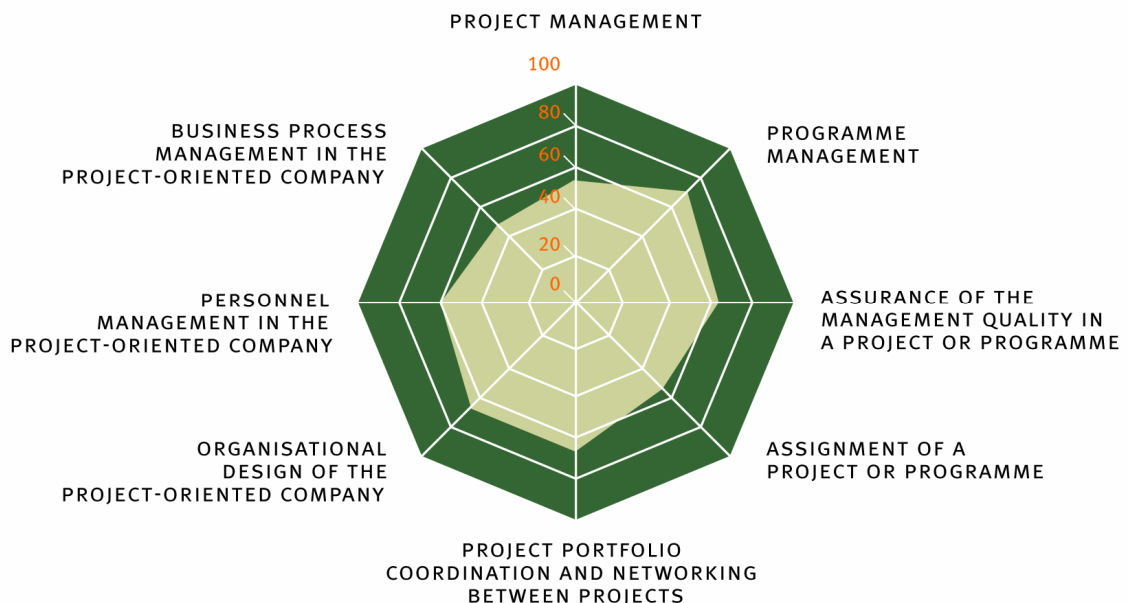 PROJECT MANAGEMENT
100
80
60
40
20
0
PROGRAMME
MANAGEMENT
ASSURANCE OF THE
MANAGEMENT QUALITY IN
A PROJECT OR PROGRAMME
ASSIGNMENT OF A
PROJECT OR PROGRAMME
PROJECT PORTFOLIO
COORDINATION AND NETWORKING
BETWEEN PROJECTS
ORGANISATIONAL
DESIGN OF THE
PROJECT-ORIENTED COMPANY
PERSONNEL
MANAGEMENT IN THE
PROJECT-ORIENTED COMPANY
BUSINESS PROCESS
MANAGEMENT IN THE
PROJECT-ORIENTED COMPANY